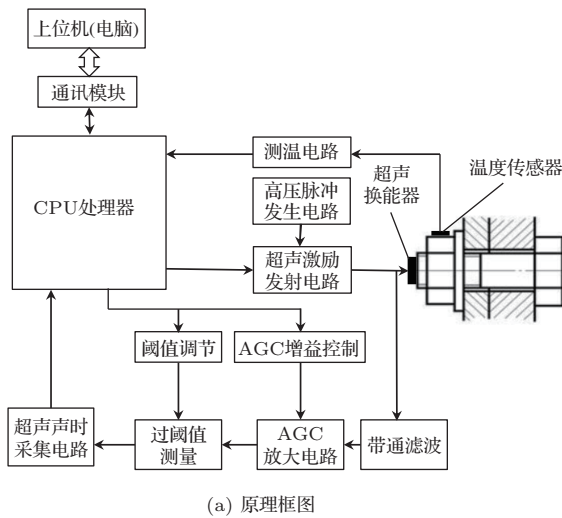 上位机(电脑)
通讯模块
CPU处理器
测温电路
高压脉冲
发生电路
超声激励
发射电路
超声
换能器
温度传感器
阈值调节
AGC增益控制
超声声时
采集电路
过阈值
测量
AGC
放大电路
带通滤波
(a) 原理框图